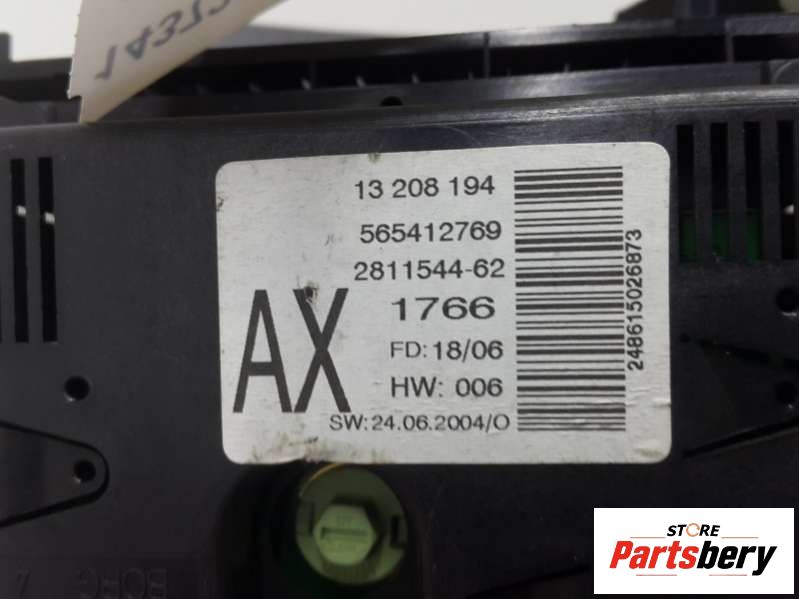 13 208 194
565412769
2811544-62
AX
1766
FD: 18/06
HW: 006
SW: 24.06.2004/O
248615026873
STORE
Partsbery